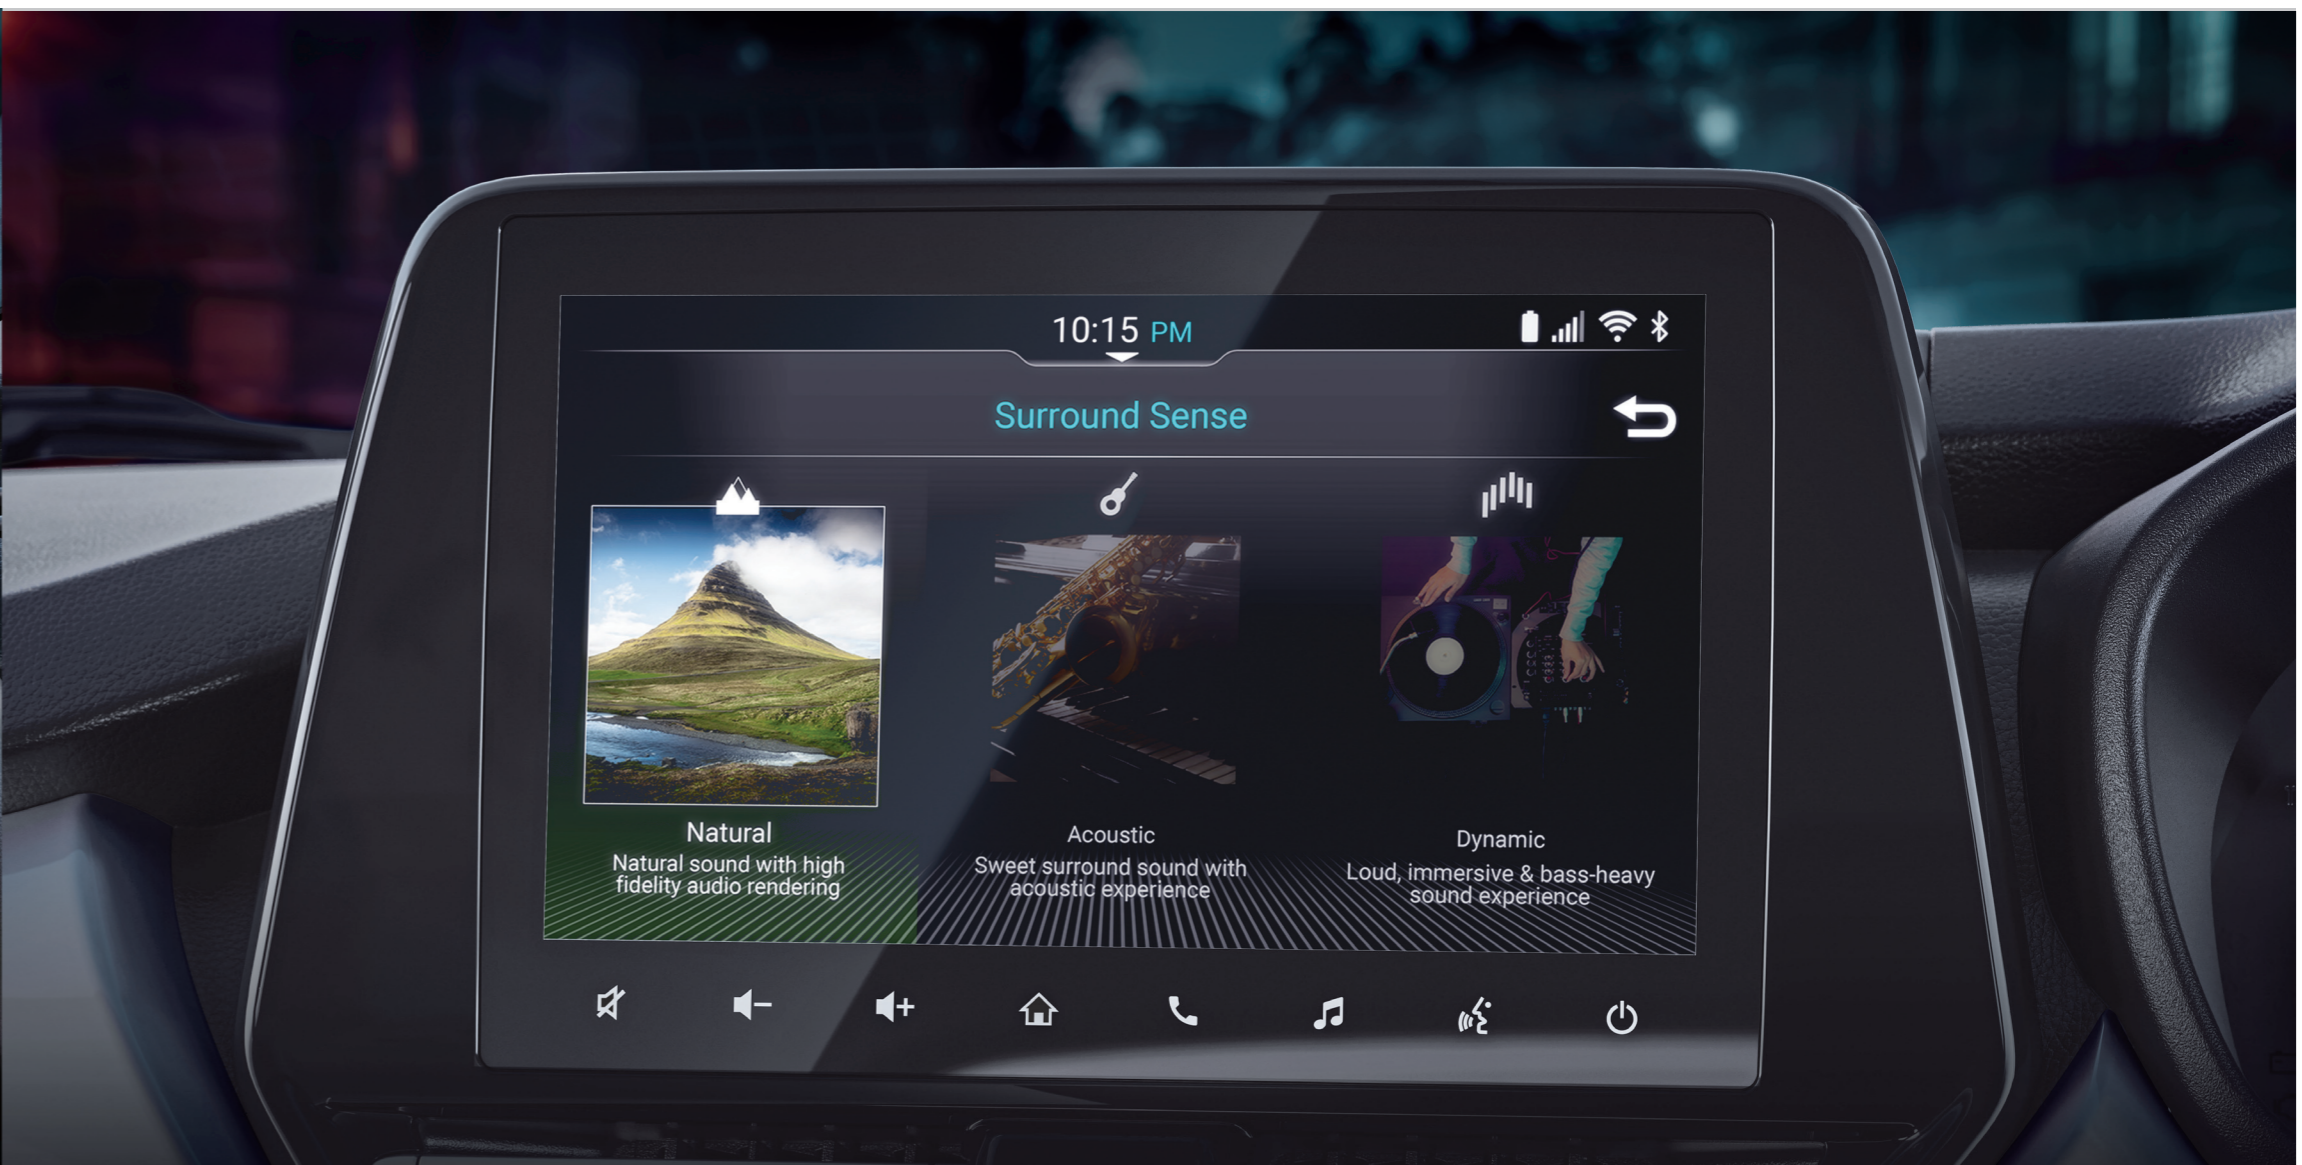 10:15 PM
Surround Sense
Natural
Natural sound with high
fidelity audio rendering
Acoustic
Sweet surround sound with
acoustic experience
Dynamic
Loud, immersive & bass-heavy
sound experience